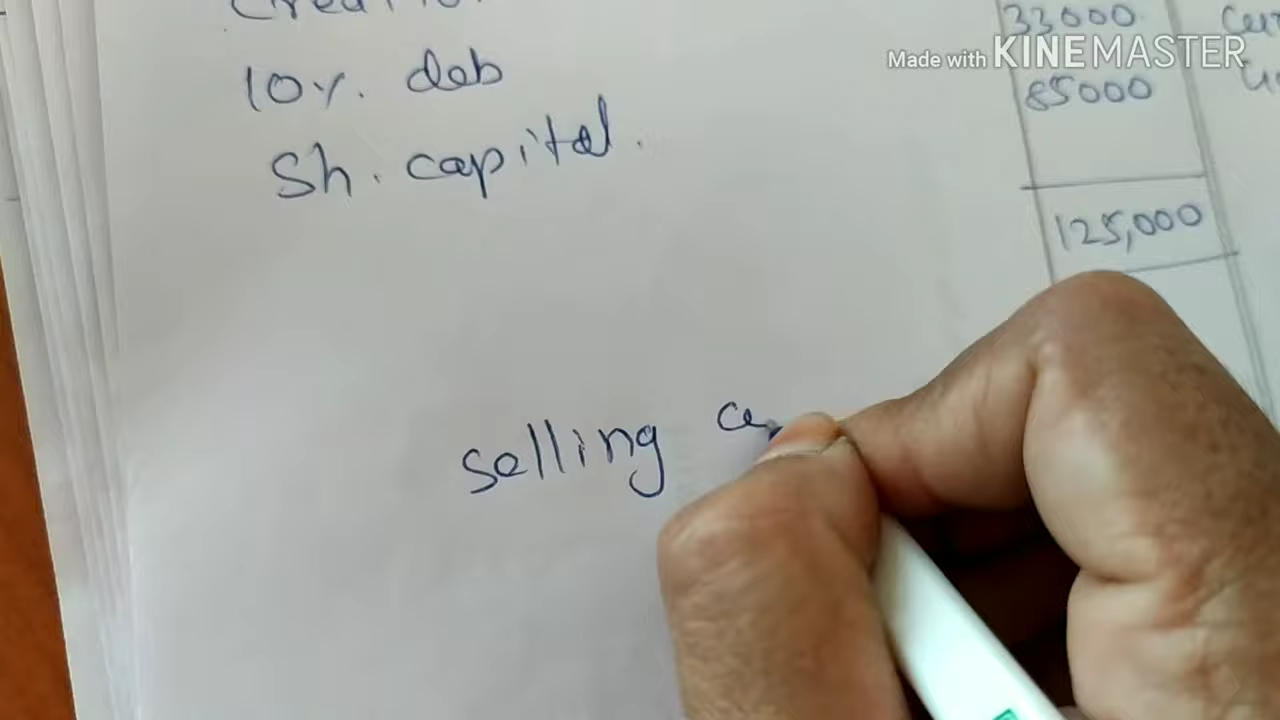 33000
Made with KINEMASTER
10%. deb
85000
Sh. capital.
125,000
selling